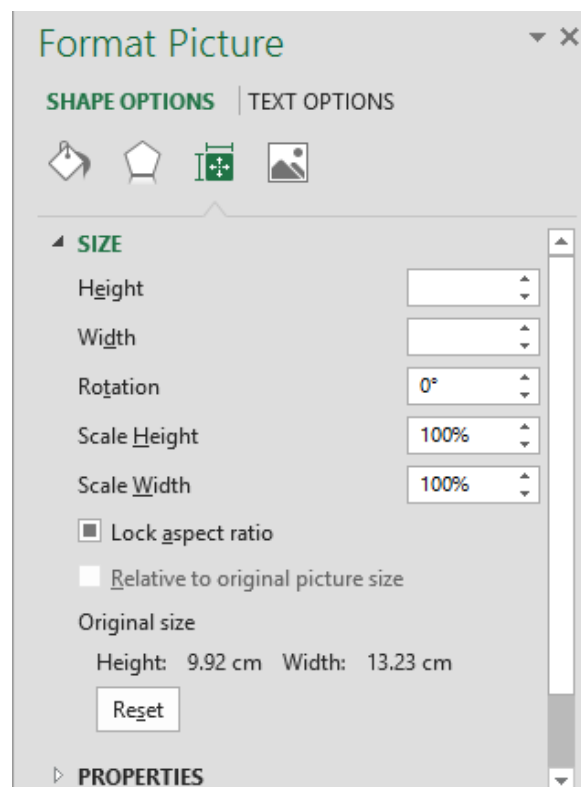 Format Picture
SHAPE OPTIONS TEXT OPTIONS
SIZE
Height
Width
Rotation 0°
Scale Height 100%
Scale Width 100%
Lock aspect ratio
Relative to original picture size
Original size
Height: 9.92 cm Width: 13.23 cm
Reset
PROPERTIES